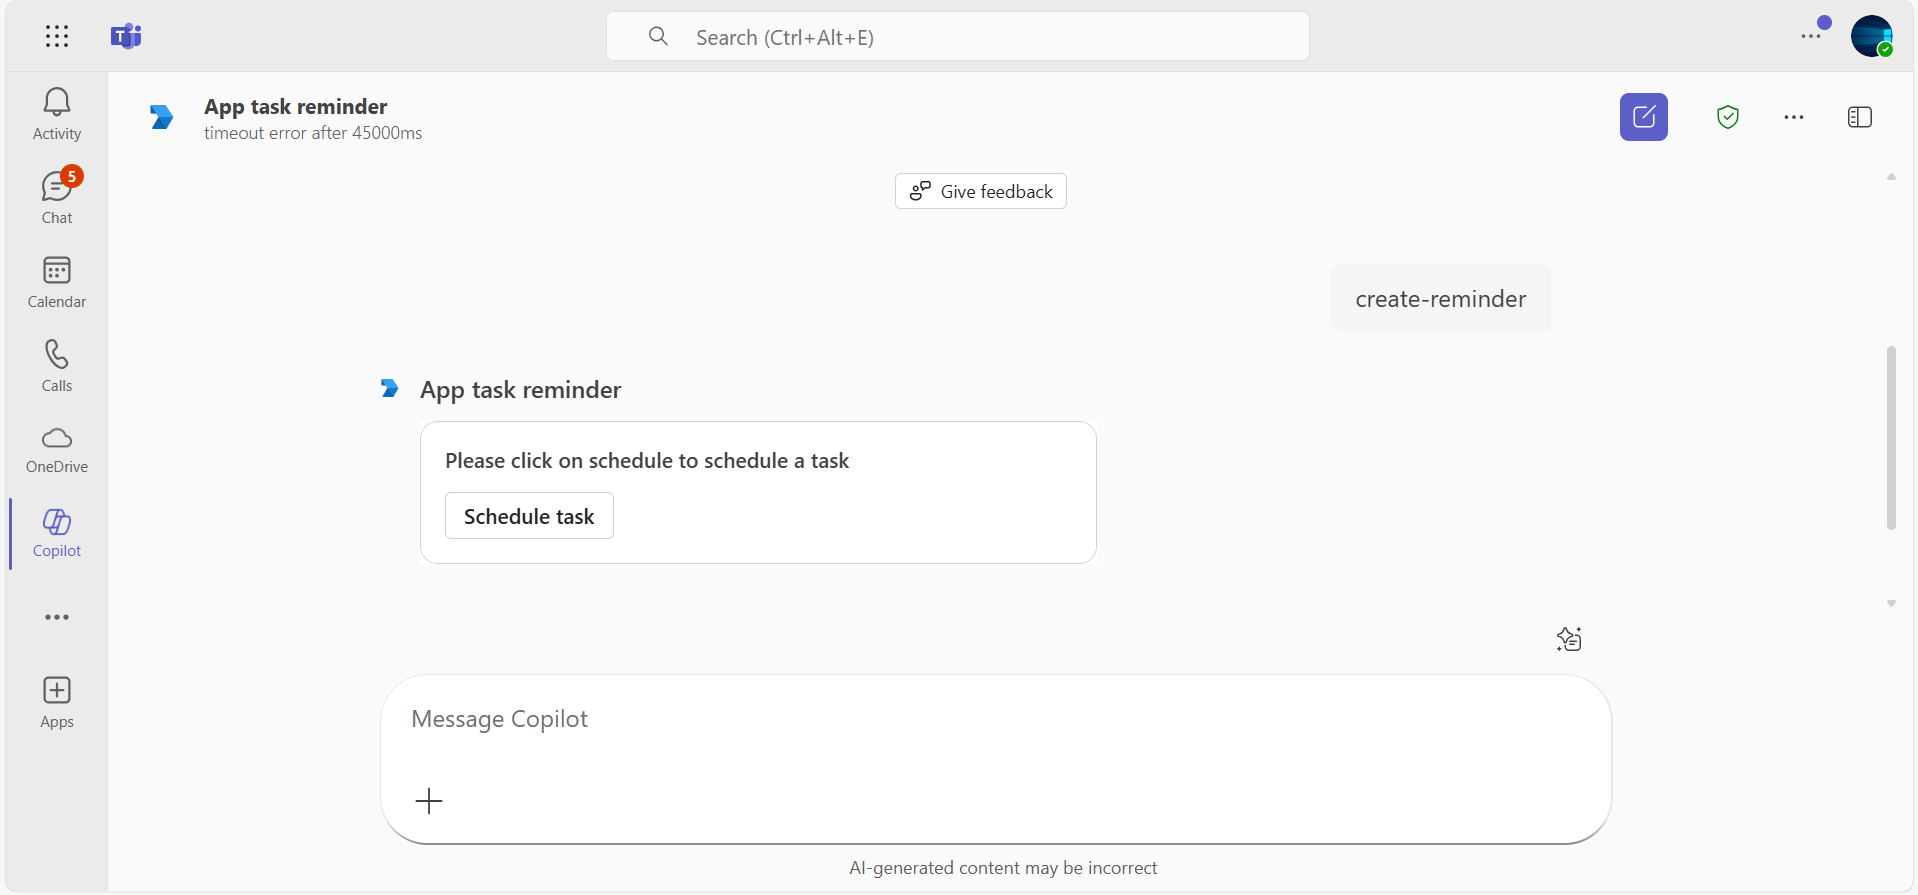 Search (Ctrl+Alt+E)
Activity
5
Chat
Calendar
Calls
OneDrive
Copilot
Apps
App task reminder
timeout error after 45000ms
Give feedback
create-reminder
App task reminder
Please click on schedule to schedule a task
Schedule task
Message Copilot
AI-generated content may be incorrect